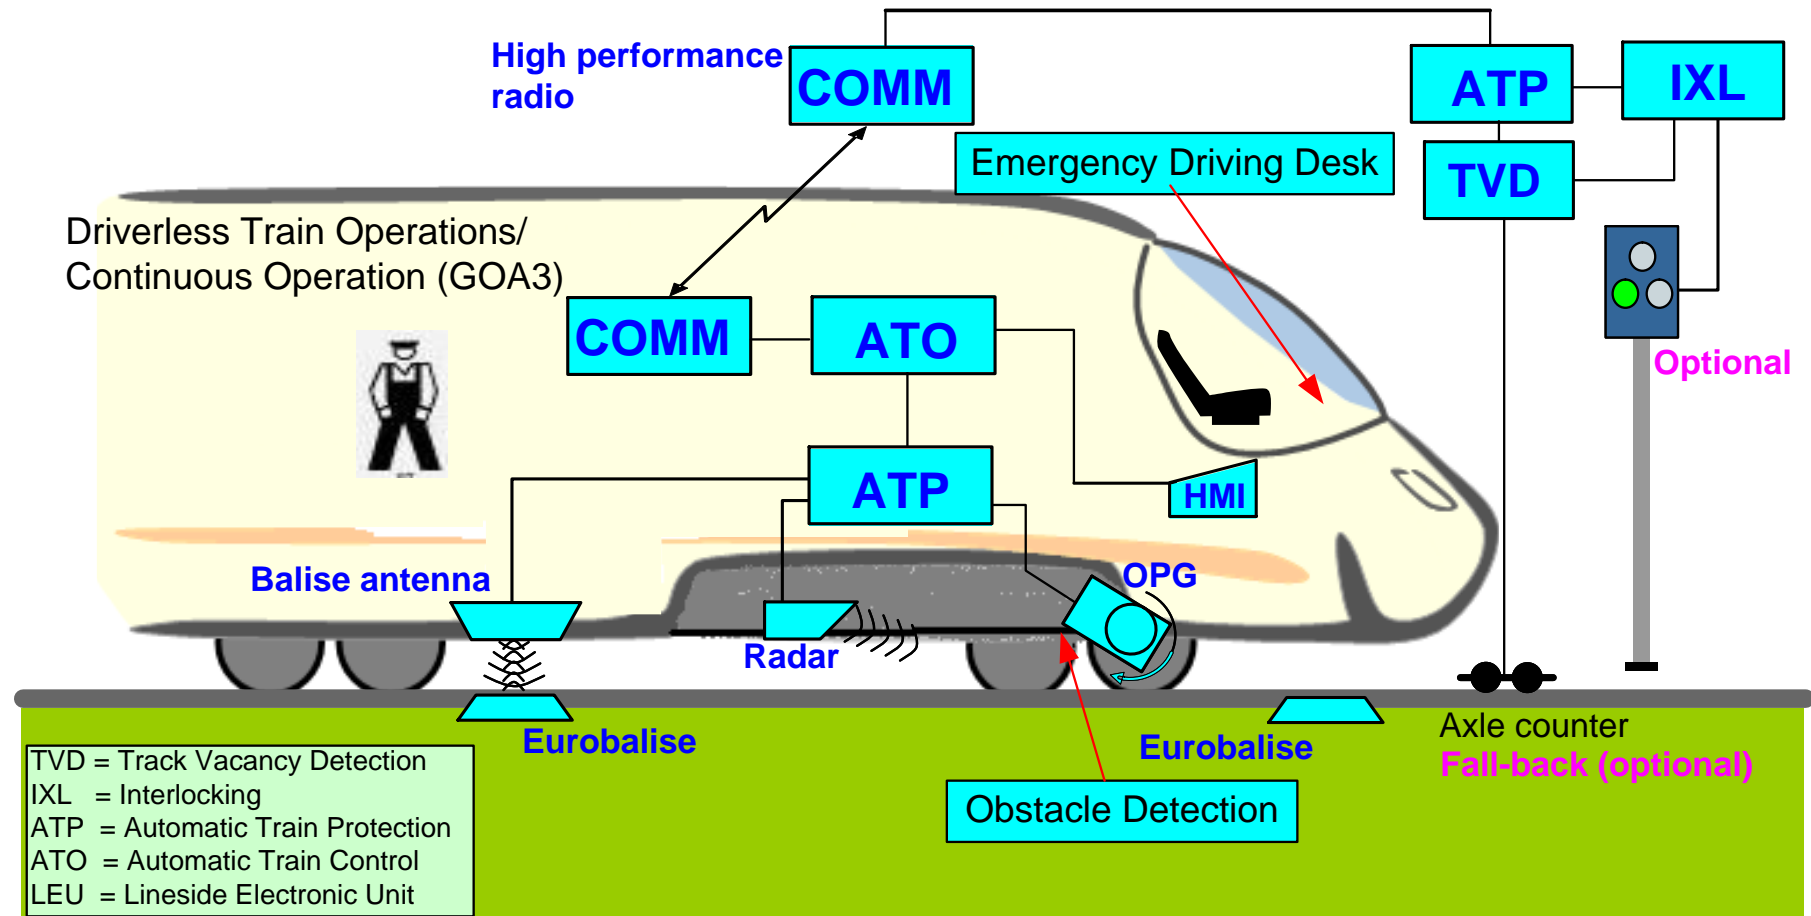 High performance
radio
COMM
ATP
IXL
Emergency Driving Desk
TVD
Driverless Train Operations/
Continuous Operation (GOA3)
COMM
ATO
Optional
ATP
HMI
Balise antenna
OPG
Radar
Eurobalise
Eurobalise
Axle counter
Fall-back (optional)
Obstacle Detection
TVD = Track Vacancy Detection
IXL = Interlocking
ATP = Automatic Train Protection
ATO = Automatic Train Control
LEU = Lineside Electronic Unit